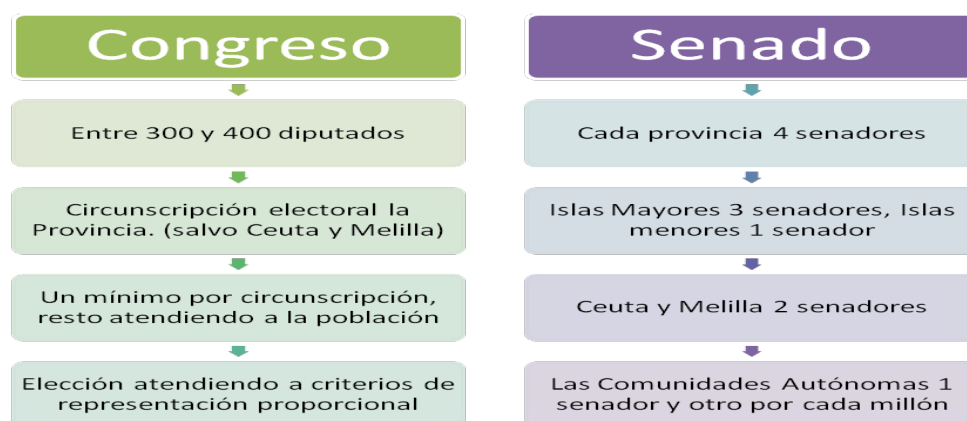 Congreso
Entre 300 y 400 diputados
Circunscripción electoral la
Provincia. (salvo Ceuta y Melilla)
Un mínimo por circunscripción,
resto atendiendo a la población
Elección atendiendo a criterios de
representación proporcional
Senado
Cada provincia 4 senadores
Islas Mayores 3 senadores, Islas
menores 1 senador
Ceuta y Melilla 2 senadores
Las Comunidades Autónomas 1
senador y otro por cada millón